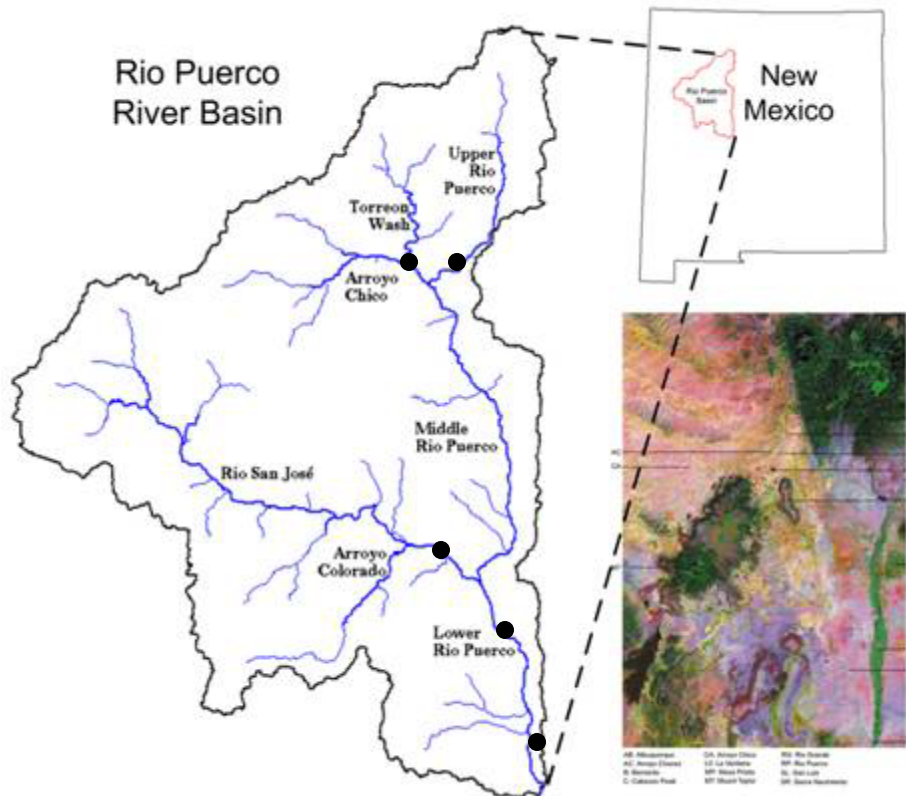 Rio Puerco
River Basin
New
Mexico
Rio Puerco
Basin
Upper
Rio
Puerco
Torreon
Wash
Arroyo
Chico
Middle
Rio Puerco
Rio San José
Arroyo
Colorado
Lower
Rio Puerco
AC
CA
AB: Albuquerque
AC: Arroyo Chavez
B: Bernardo
C: Cabezon Peak
CA: Arroyo Chico
LV: La Ventana
MP: Mesa Prieta
MT: Mount Taylor
RG: Rio Grande
RP: Rio Puerco
SL: San Luis
SN: Sierra Nacimiento